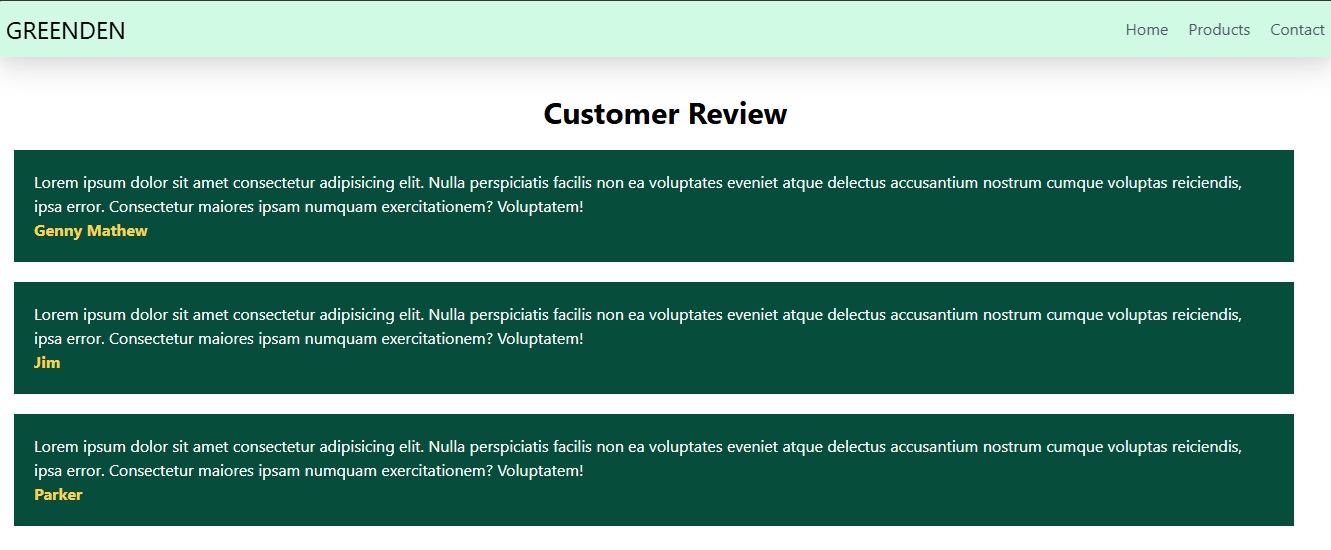 GREENDEN
Home Products Contact
Customer Review
Lorem ipsum dolor sit amet consectetur adipisicing elit. Nulla perspiciatis facilis non ea voluptates eveniet atque delectus accusantium nostrum cumque voluptas reiciendis,
ipsa error. Consectetur maiores ipsam numquam exercitationem? Voluptatem!
Genny Mathew
Lorem ipsum dolor sit amet consectetur adipisicing elit. Nulla perspiciatis facilis non ea voluptates eveniet atque delectus accusantium nostrum cumque voluptas reiciendis,
ipsa error. Consectetur maiores ipsam numquam exercitationem? Voluptatem!
Jim
Lorem ipsum dolor sit amet consectetur adipisicing elit. Nulla perspiciatis facilis non ea voluptates eveniet atque delectus accusantium nostrum cumque voluptas reiciendis,
ipsa error. Consectetur maiores ipsam numquam exercitationem? Voluptatem!
Parker